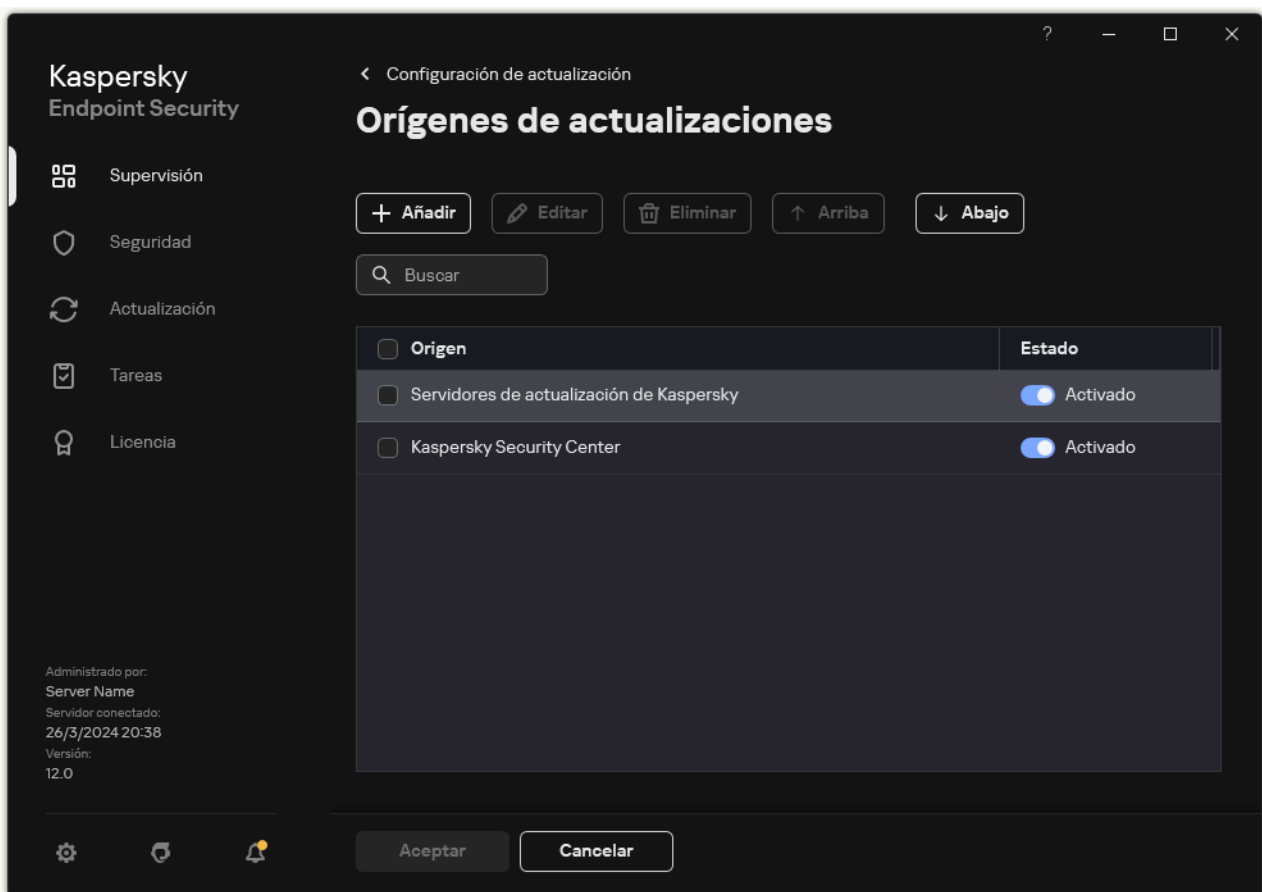 ?
Kaspersky
Endpoint Security
Supervisión
Seguridad
Actualización
Tareas
Licencia
Administrado por:
Server Name
Servidor conectado:
26/3/2024 20:38
Versión:
12.0
Configuración de actualización
Orígenes de actualizaciones
Añadir Editar Eliminar Arriba Abajo
Buscar
Origen Estado
Servidores de actualización de Kaspersky Activado
Kaspersky Security Center Activado
Aceptar Cancelar